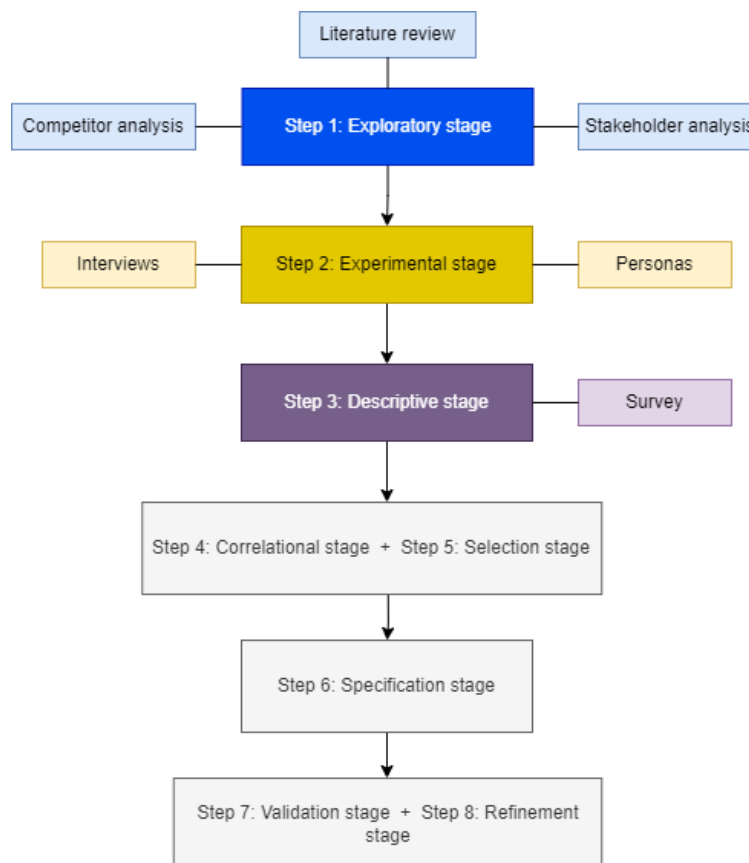 Literature review
Competitor analysis
Step 1: Exploratory stage
Stakeholder analysis
Interviews
Step 2: Experimental stage
Personas
Step 3: Descriptive stage
Survey
Step 4: Correlational stage + Step 5: Selection stage
Step 6: Specification stage
Step 7: Validation stage + Step 8: Refinement
stage